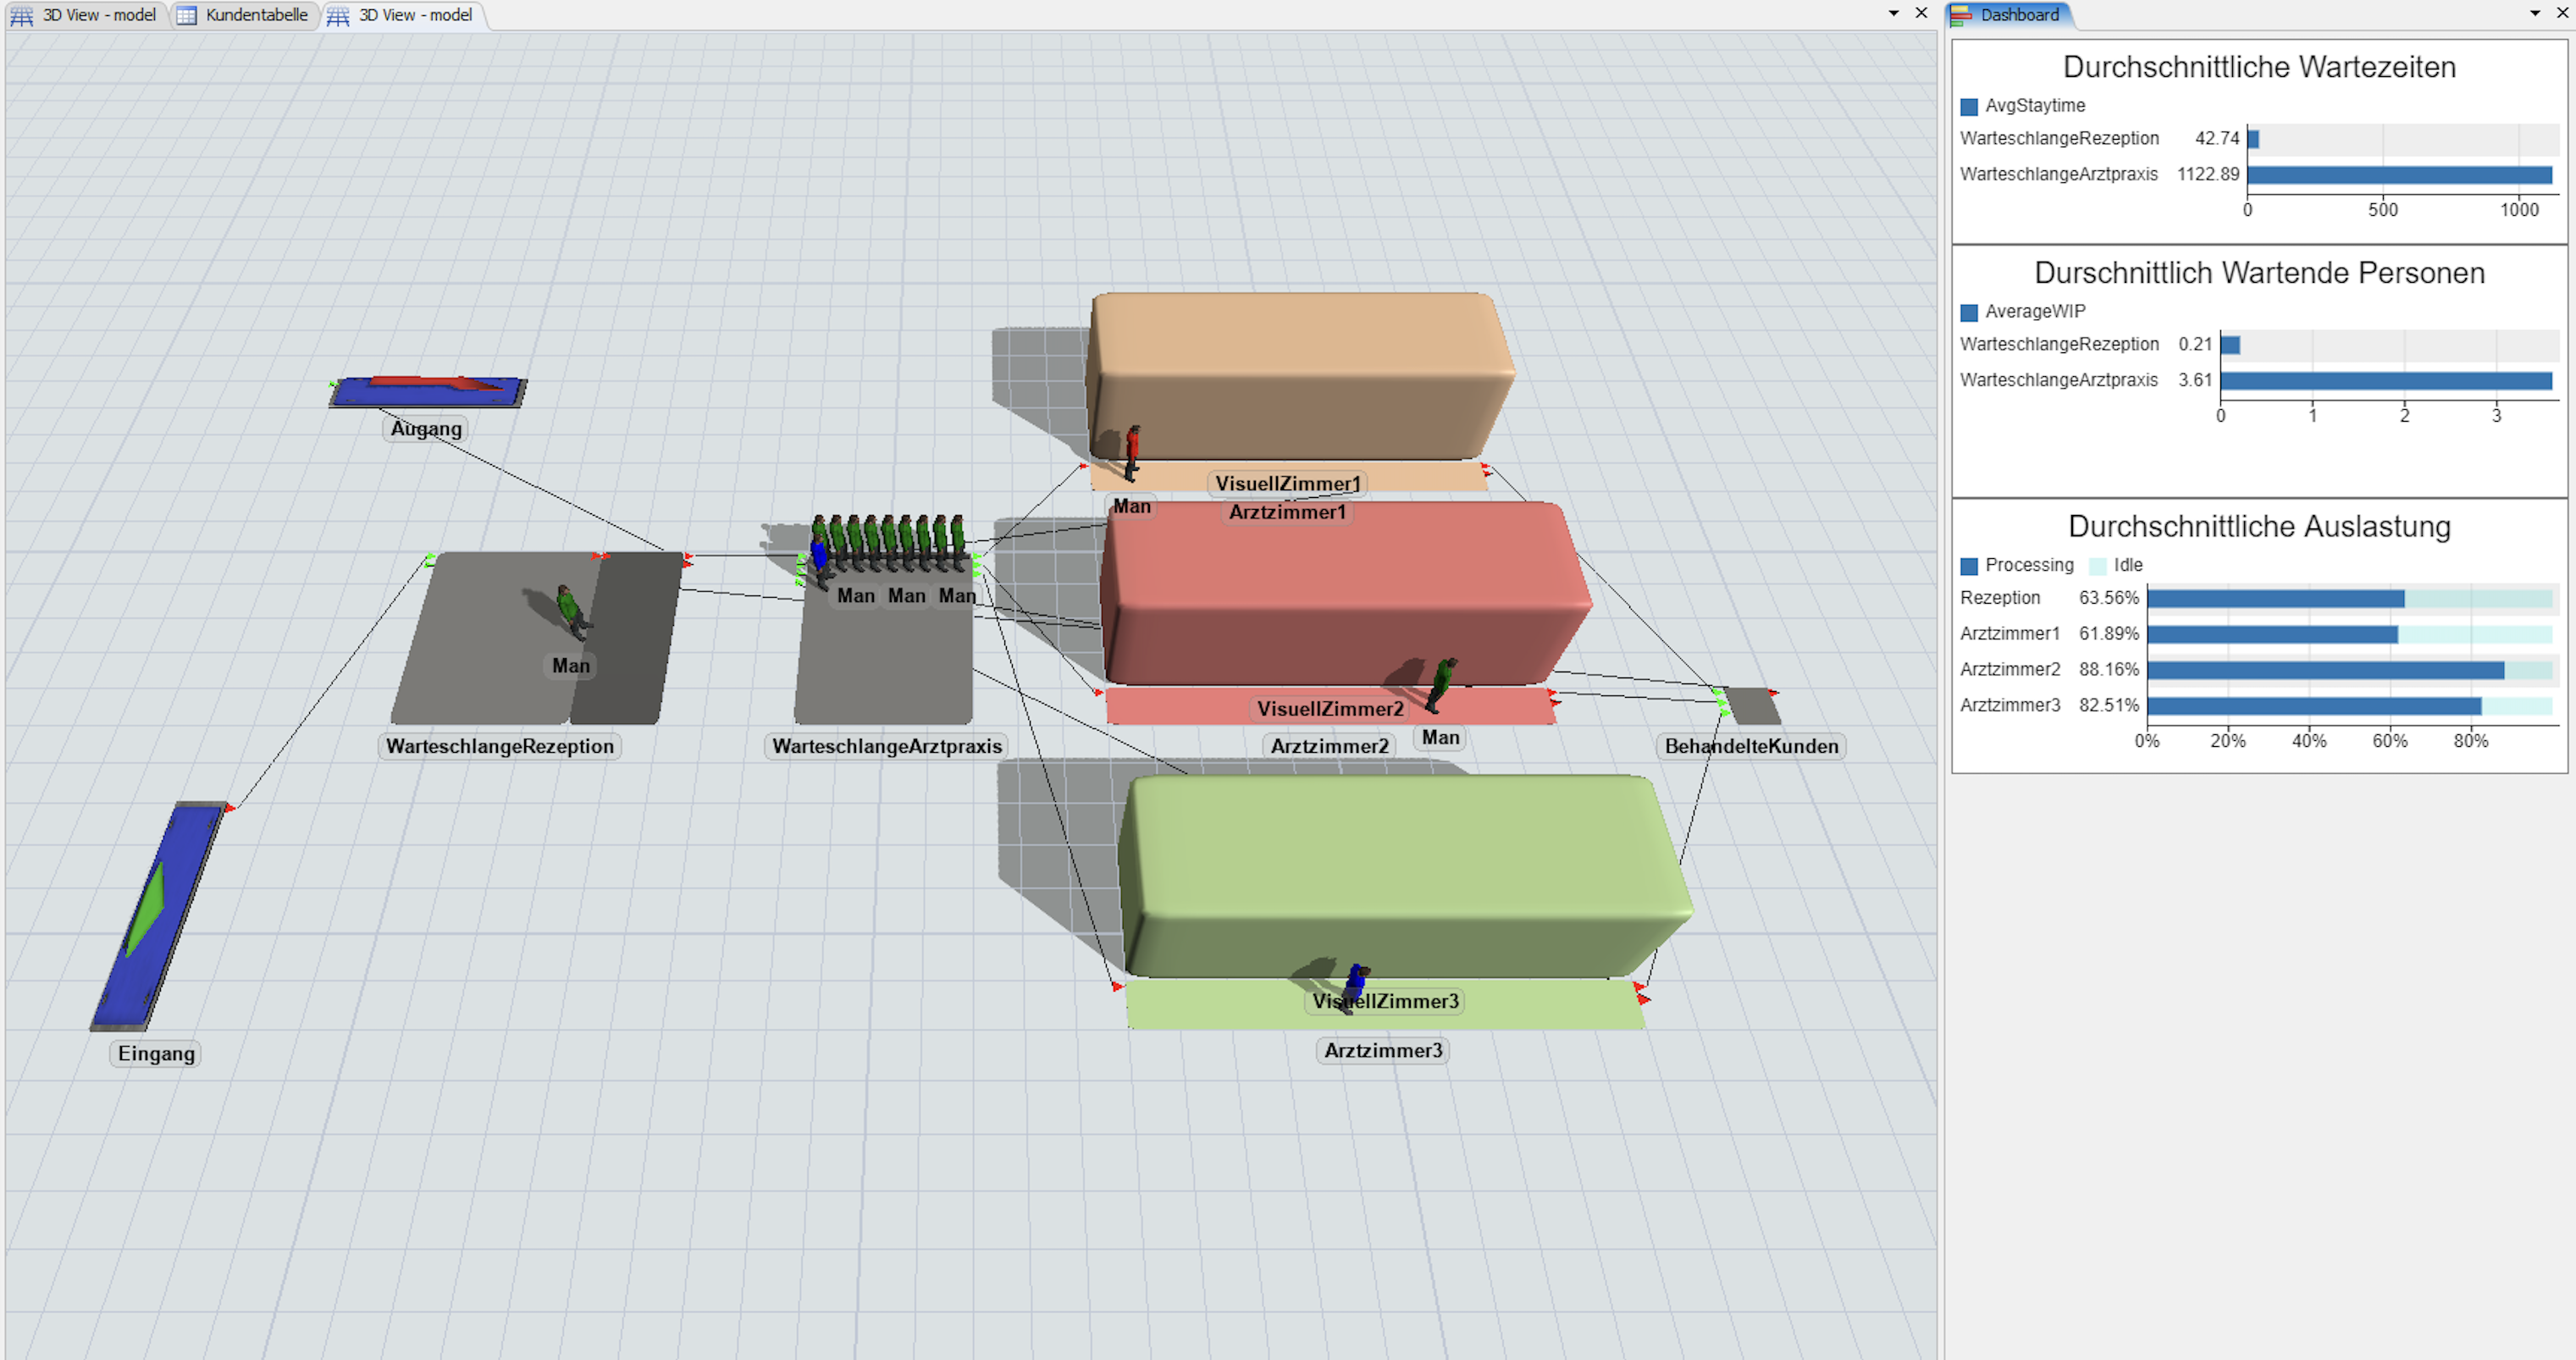 3D View - model
Kundentabelle
3D View - model
Augang
VisuellZimmer1
Man
Arztzimmer1
Man Man Man
Man
VisuellZimmer2
Man
WarteschlangeRezeption
WarteschlangeArztpraxis
Arztzimmer2
BehandelteKunden
VisuellZimmer3
Eingang
Arztzimmer3
Dashboard
Durchschnittliche Wartezeiten
AvgStaytime
WarteschlangeRezeption 42.74
WarteschlangeArztpraxis 1122.89
0 500 1000
Durschnittlich Wartende Personen
AverageWIP
WarteschlangeRezeption 0.21
WarteschlangeArztpraxis 3.61
0 1 2 3
Durchschnittliche Auslastung
Processing Idle
Rezeption 63.56%
Arztzimmer1 61.89%
Arztzimmer2 88.16%
Arztzimmer3 82.51%
0% 20% 40% 60% 80%